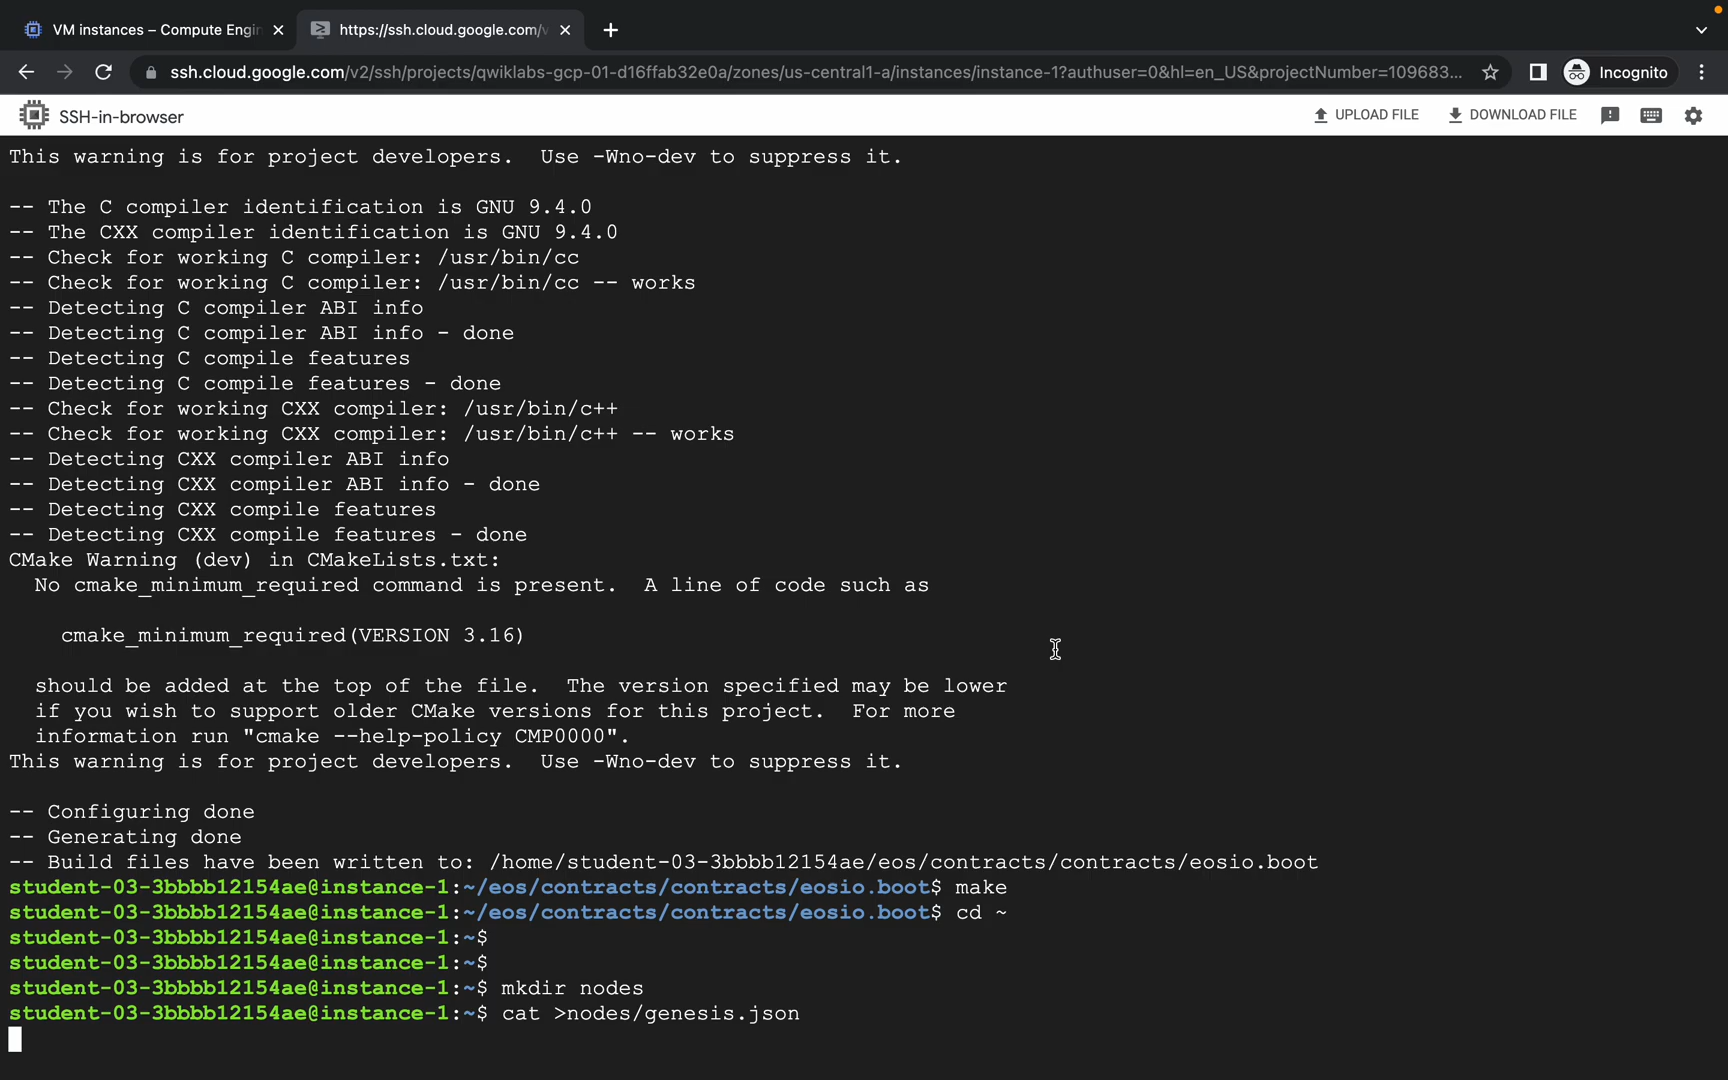 VM instances – Compute Engin
https://ssh.cloud.google.com/v
ssh.cloud.google.com/v2/ssh/projects/qwiklabs-gcp-01-d16ffab32e0a/zones/us-central1-a/instances/instance-1?authuser=0&hl=en_US&projectNumber=109683...
Incognito
SSH-in-browser
UPLOAD FILE
DOWNLOAD FILE
This warning is for project developers.  Use -Wno-dev to suppress it.
-- The C compiler identification is GNU 9.4.0
-- The CXX compiler identification is GNU 9.4.0
-- Check for working C compiler: /usr/bin/cc
-- Check for working C compiler: /usr/bin/cc -- works
-- Detecting C compiler ABI info
-- Detecting C compiler ABI info - done
-- Detecting C compile features
-- Detecting C compile features - done
-- Check for working CXX compiler: /usr/bin/c++
-- Check for working CXX compiler: /usr/bin/c++ -- works
-- Detecting CXX compiler ABI info
-- Detecting CXX compiler ABI info - done
-- Detecting CXX compile features
-- Detecting CXX compile features - done
CMake Warning (dev) in CMakeLists.txt:
No cmake_minimum_required command is present.  A line of code such as
cmake_minimum_required(VERSION 3.16)
should be added at the top of the file.  The version specified may be lower
if you wish to support older CMake versions for this project.  For more
information run "cmake --help-policy CMP0000".
This warning is for project developers.  Use -Wno-dev to suppress it.
-- Configuring done
-- Generating done
-- Build files have been written to: /home/student-03-3bbbb12154ae/eos/contracts/contracts/eosio.boot
student-03-3bbbb12154ae@instance-1:~/eos/contracts/contracts/eosio.boot$ make
student-03-3bbbb12154ae@instance-1:~/eos/contracts/contracts/eosio.boot$ cd ~
student-03-3bbbb12154ae@instance-1:~$
student-03-3bbbb12154ae@instance-1:~$
student-03-3bbbb12154ae@instance-1:~$ mkdir nodes
student-03-3bbbb12154ae@instance-1:~$ cat >nodes/genesis.json